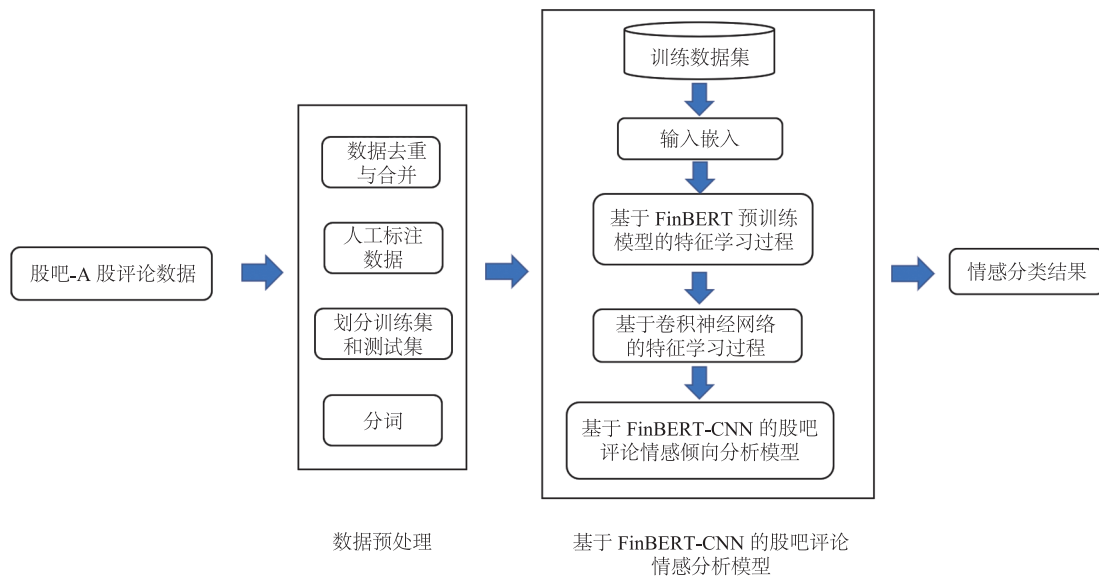 股吧-A 股评论数据
数据去重
与合并
人工标注
数据
划分训练集
和测试集
分词
数据预处理
训练数据集
输入嵌入
基于 FinBERT 预训练
模型的特征学习过程
基于卷积神经网络
的特征学习过程
基于 FinBERT-CNN 的股吧
评论情感倾向分析模型
基于 FinBERT-CNN 的股吧评论
情感分析模型
情感分类结果